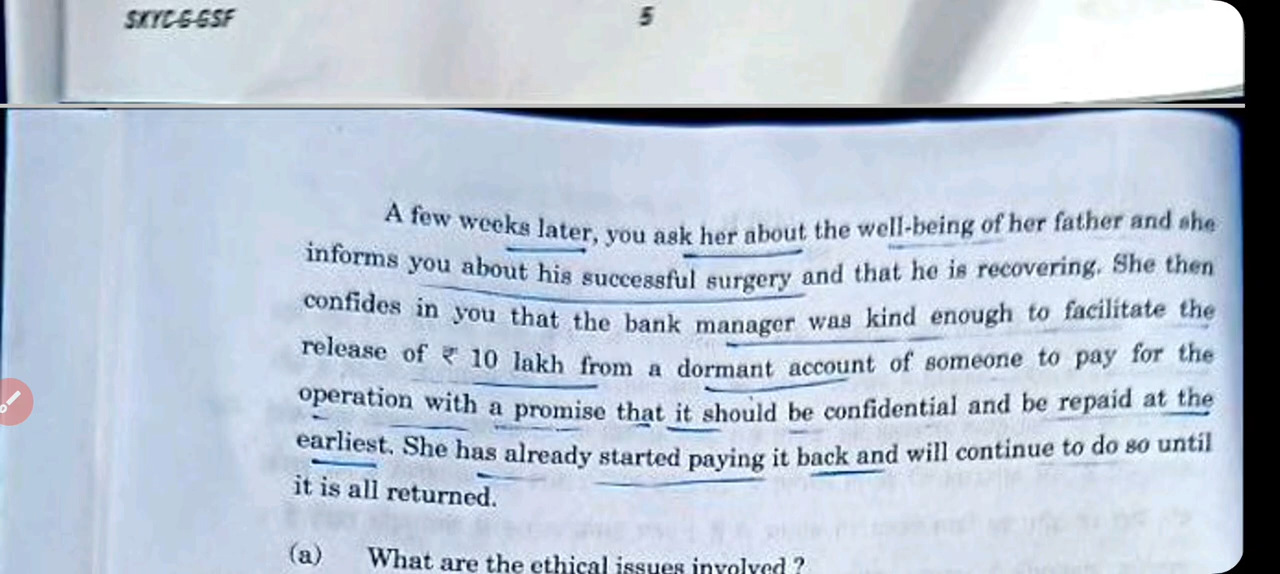 SKYC-G-GSF 5
A few weeks later, you ask her about the well-being of her father and she
informs you about his successful surgery and that he is recovering. She then
confides in you that the bank manager was kind enough to facilitate the
release of ₹ 10 lakh from a dormant account of someone to pay for the
operation with a promise that it should be confidential and be repaid at the
earliest. She has already started paying it back and will continue to do so until
it is all returned.
(a) What are the ethical issues involved ?